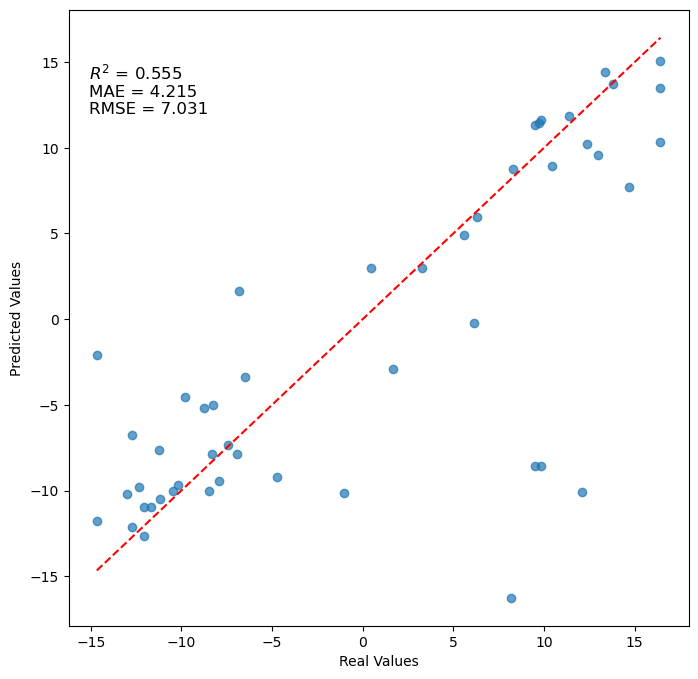 R² = 0.555
MAE = 4.215
RMSE = 7.031
15
10
5
0
−5
−10
−15
Predicted Values
−15 −10 −5 0 5 10 15
Real Values